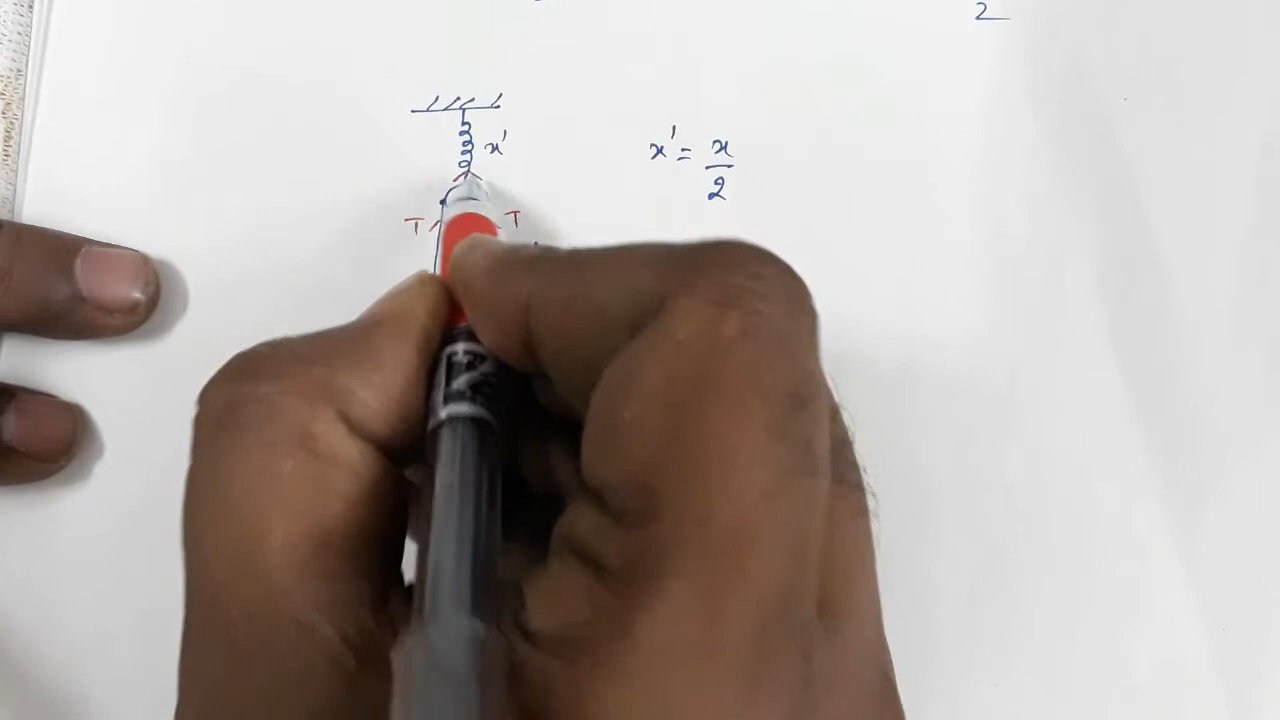 2
x'
x' = x/2
T T